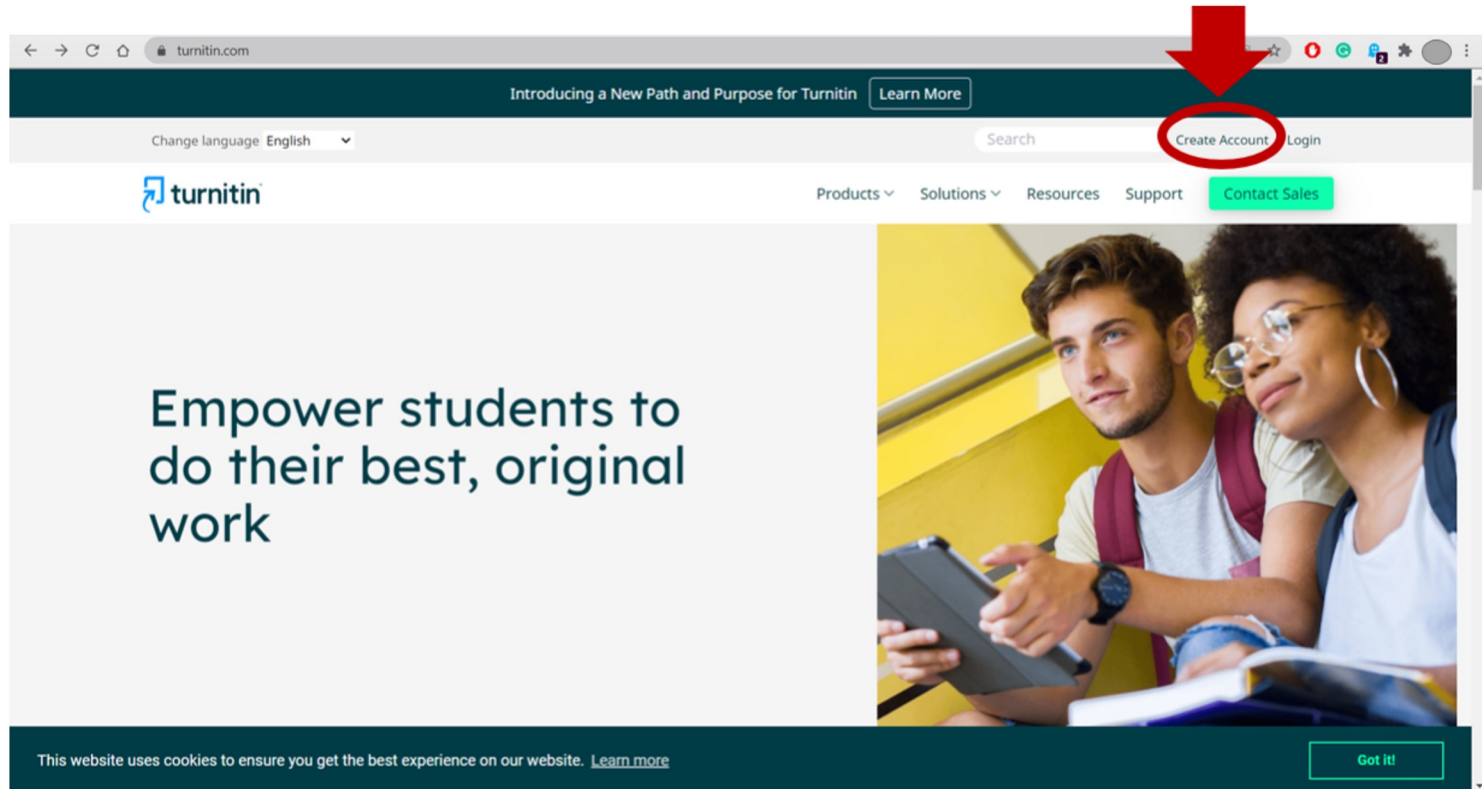 turnitin.com
2
Introducing a New Path and Purpose for Turnitin Learn More
Change language English Search Create Account Login
turnitin
Products Solutions Resources Support Contact Sales
Empower students to
do their best, original
work
This website uses cookies to ensure you get the best experience on our website. Learn more Got it!